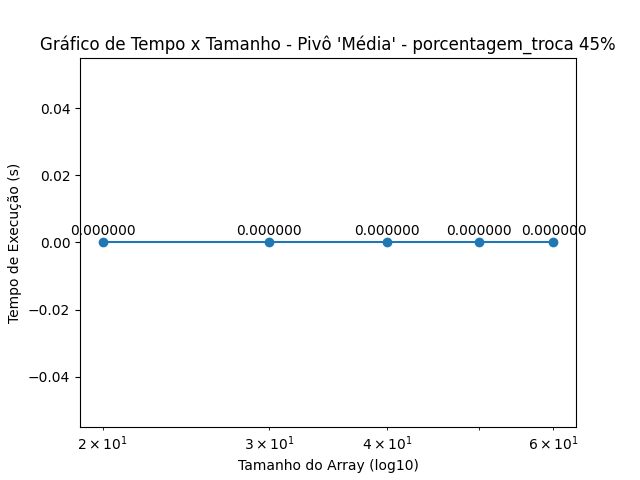 Gráfico de Tempo x Tamanho - Pivô 'Média' - porcentagem_troca 45%
Tempo de Execução (s)
0.04
0.02
0.00
−0.02
−0.04
0.000000 0.000000 0.000000 0.000000 0.000000
2 × 10¹ 3 × 10¹ 4 × 10¹ 6 × 10¹
Tamanho do Array (log10)